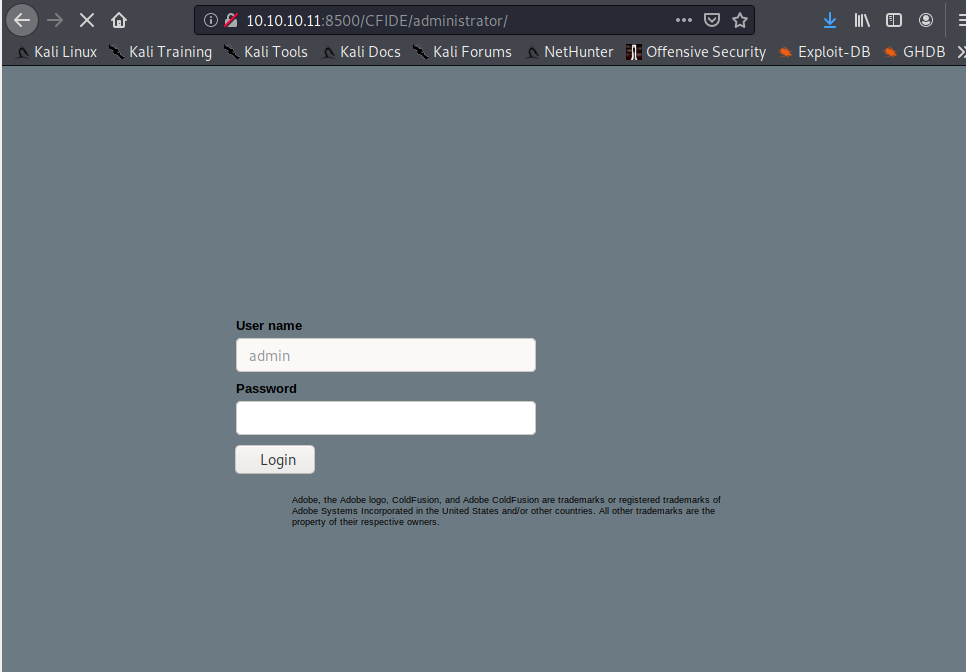 10.10.10.11:8500/CFIDE/administrator/
Kali Linux Kali Training Kali Tools Kali Docs Kali Forums NetHunter Offensive Security Exploit-DB GHDB
User name
admin
Password
Login
Adobe, the Adobe logo, ColdFusion, and Adobe ColdFusion are trademarks or registered trademarks of
Adobe Systems Incorporated in the United States and/or other countries. All other trademarks are the
property of their respective owners.